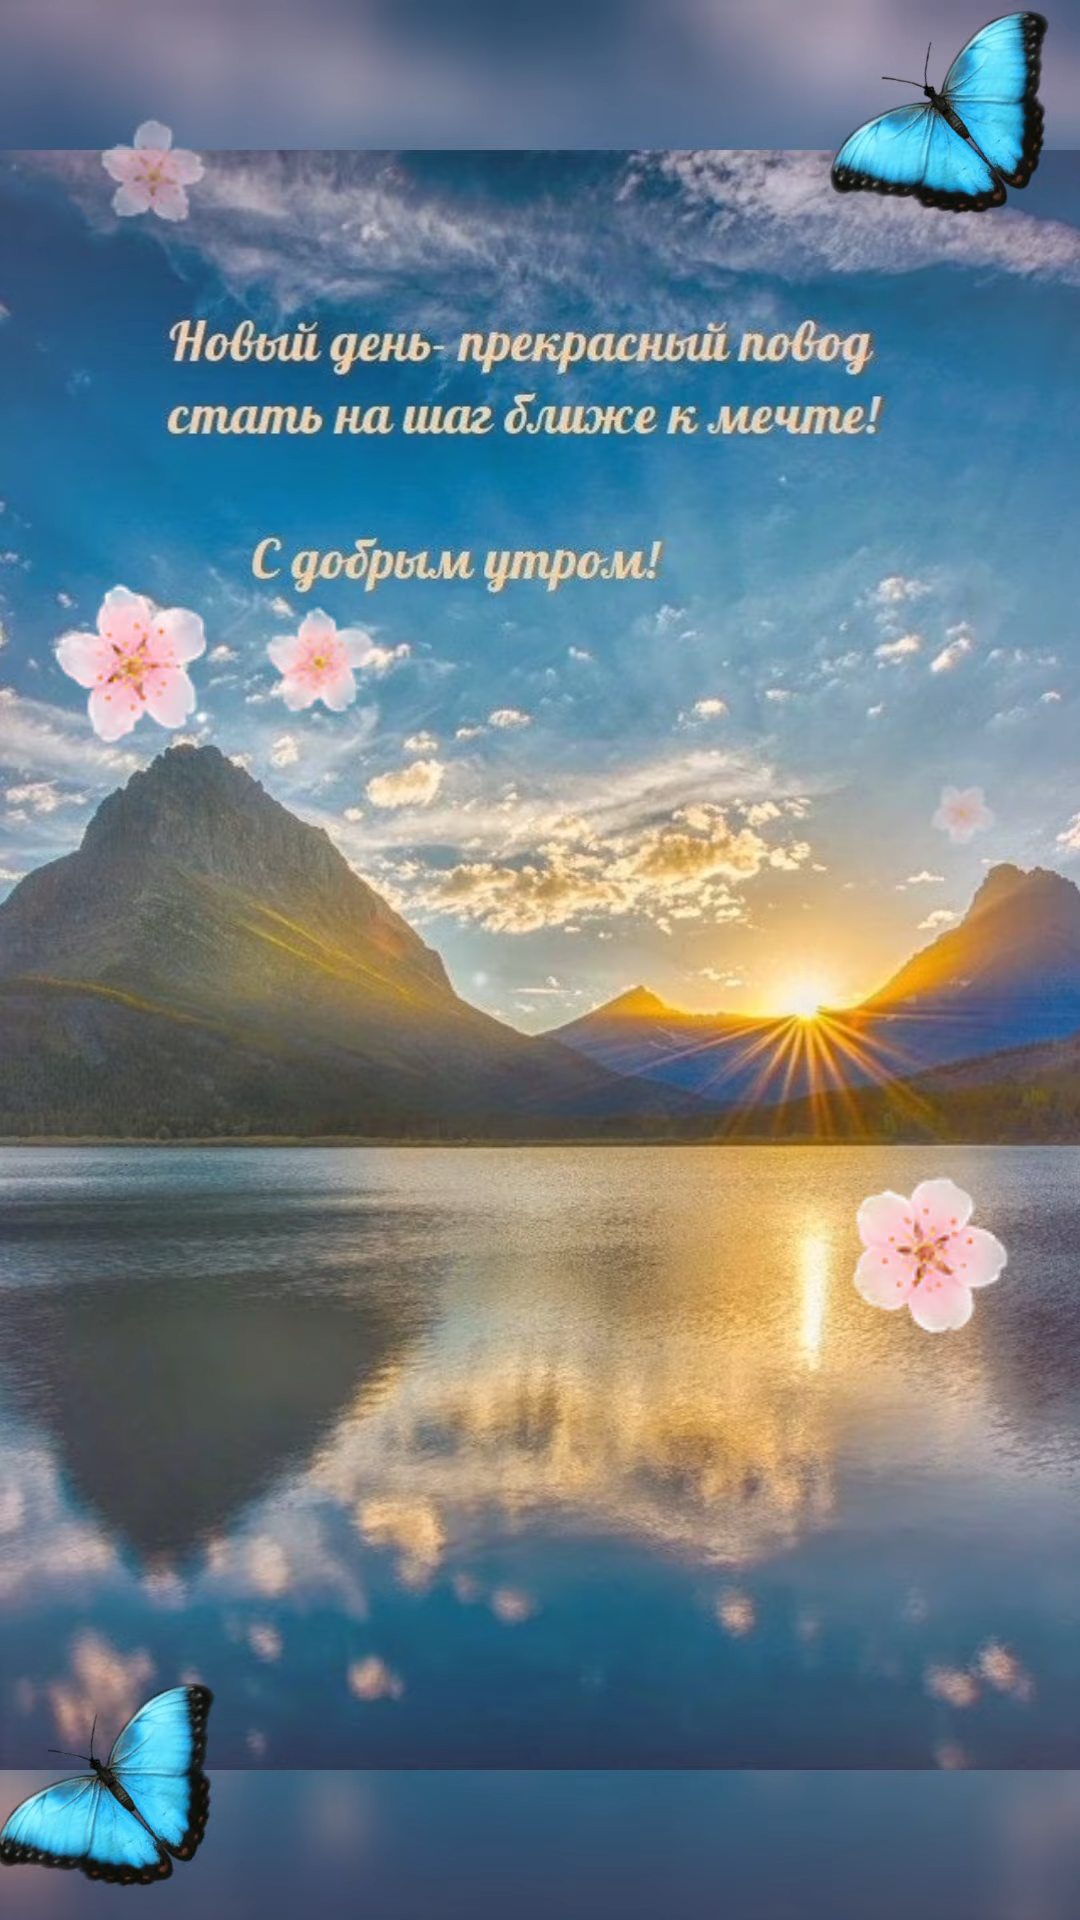 Новый день- прекрасный повод
стать на шаг ближе к мечте!
С добрым утром!